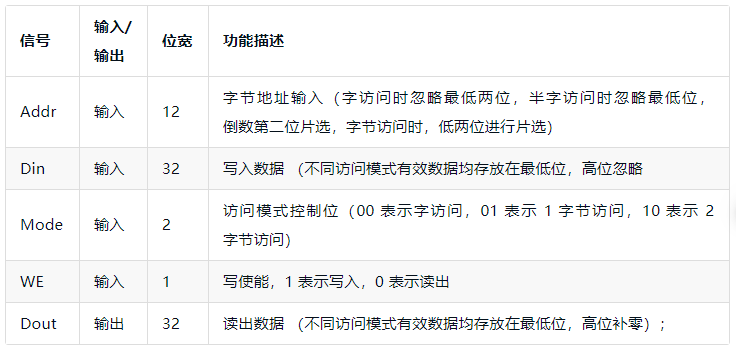 信号 输入/输出 位宽 功能描述
Addr 输入 12 字节地址输入（字访问时忽略最低两位，半字访问时忽略最低位，
倒数第二位片选，字节访问时，低两位进行片选）
Din 输入 32 写入数据 （不同访问模式有效数据均存放在最低位，高位忽略
Mode 输入 2 访问模式控制位（00 表示字访问，01 表示 1 字节访问，10 表示 2
字节访问）
WE 输入 1 写使能，1 表示写入，0 表示读出
Dout 输出 32 读出数据 （不同访问模式有效数据均存放在最低位，高位补零）；